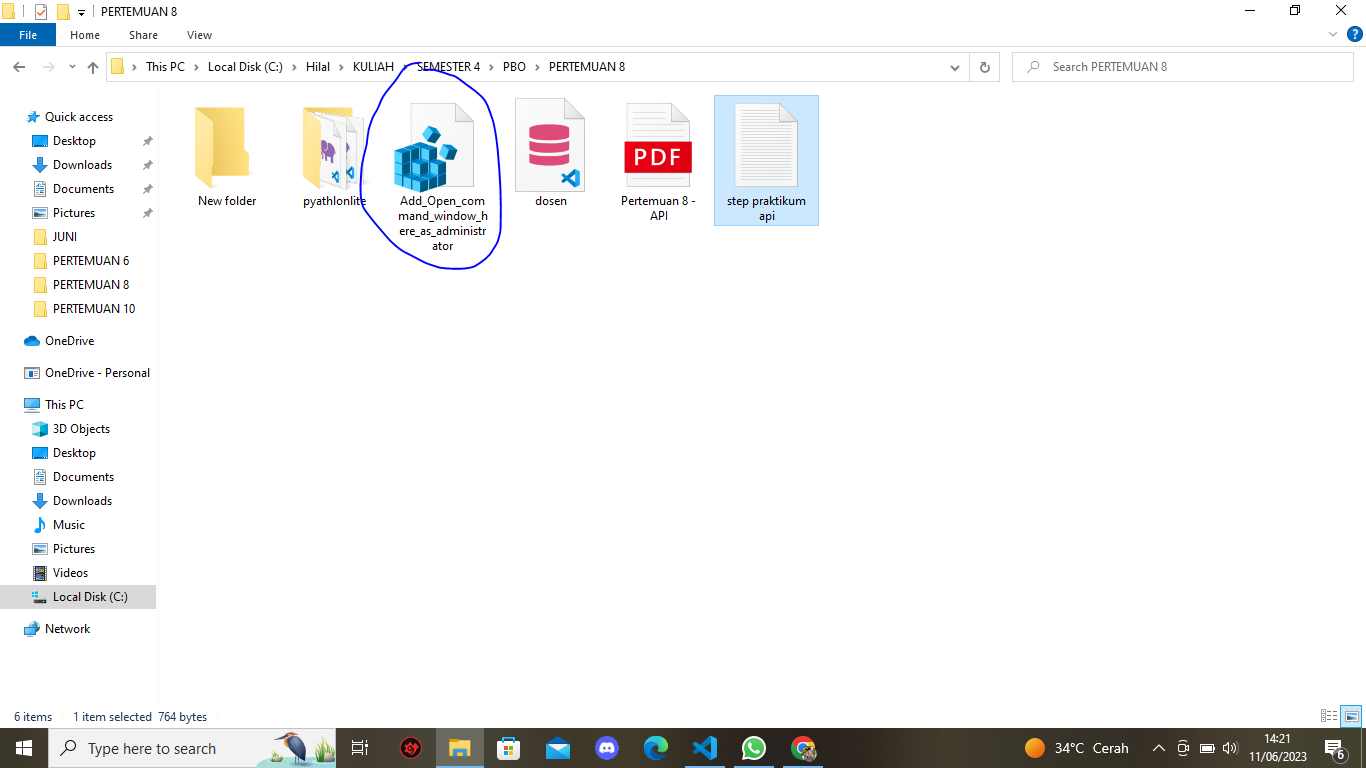 PERTEMUAN 8
File Home Share View
This PC Local Disk (C:) Hilal KULIAH SEMESTER 4 PBO PERTEMUAN 8
Search PERTEMUAN 8
Quick access
Desktop
Downloads
Documents
Pictures
JUNI
PERTEMUAN 6
PERTEMUAN 8
PERTEMUAN 10
OneDrive
OneDrive - Personal
This PC
3D Objects
Desktop
Documents
Downloads
Music
Pictures
Videos
Local Disk (C:)
Network
New folder
pyathlonlite
Add_Open_com
mand_window_h
ere_as_administr
ator
dosen
PDF
Pertemuan 8 -
API
step praktikum
api
6 items 1 item selected 764 bytes
Type here to search
34°C Cerah
14:21
11/06/2023
6